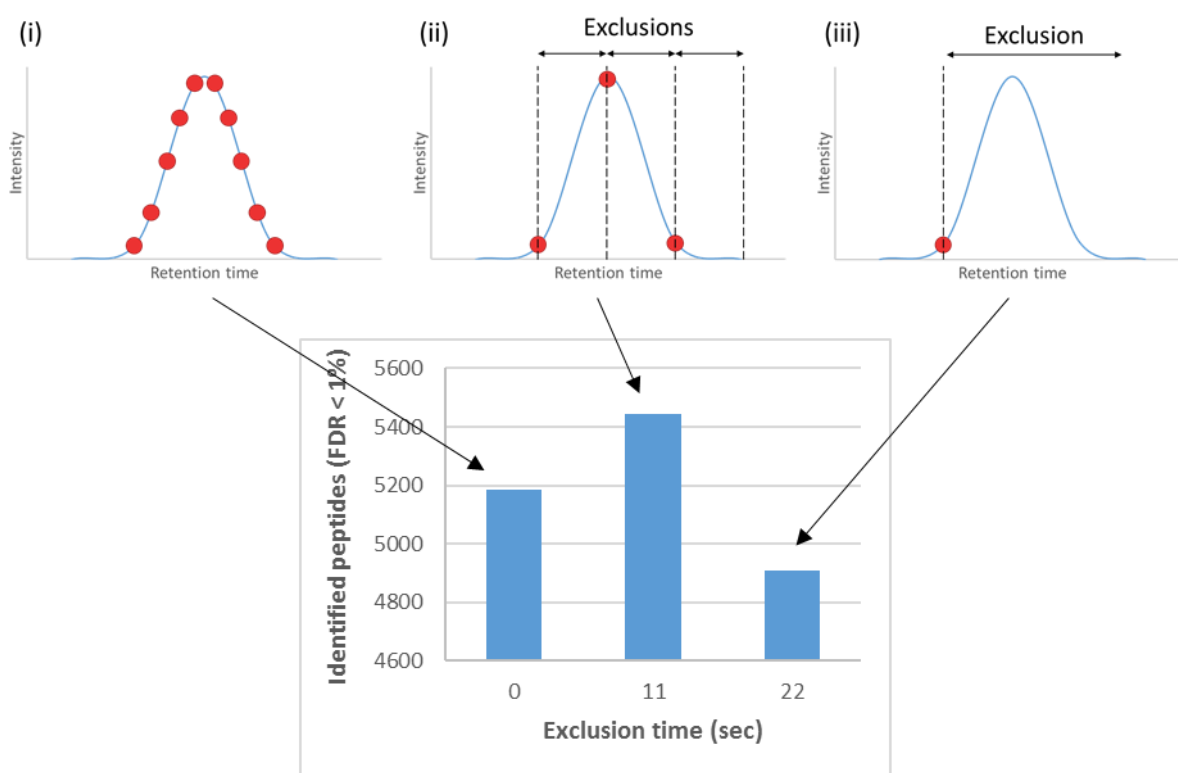 (i)
Intensity
Retention time
(ii)
Exclusions
Intensity
Retention time
(iii)
Exclusion
Intensity
Retention time
Identified peptides (FDR < 1%)
5600
5400
5200
5000
4800
4600
0 11 22
Exclusion time (sec)